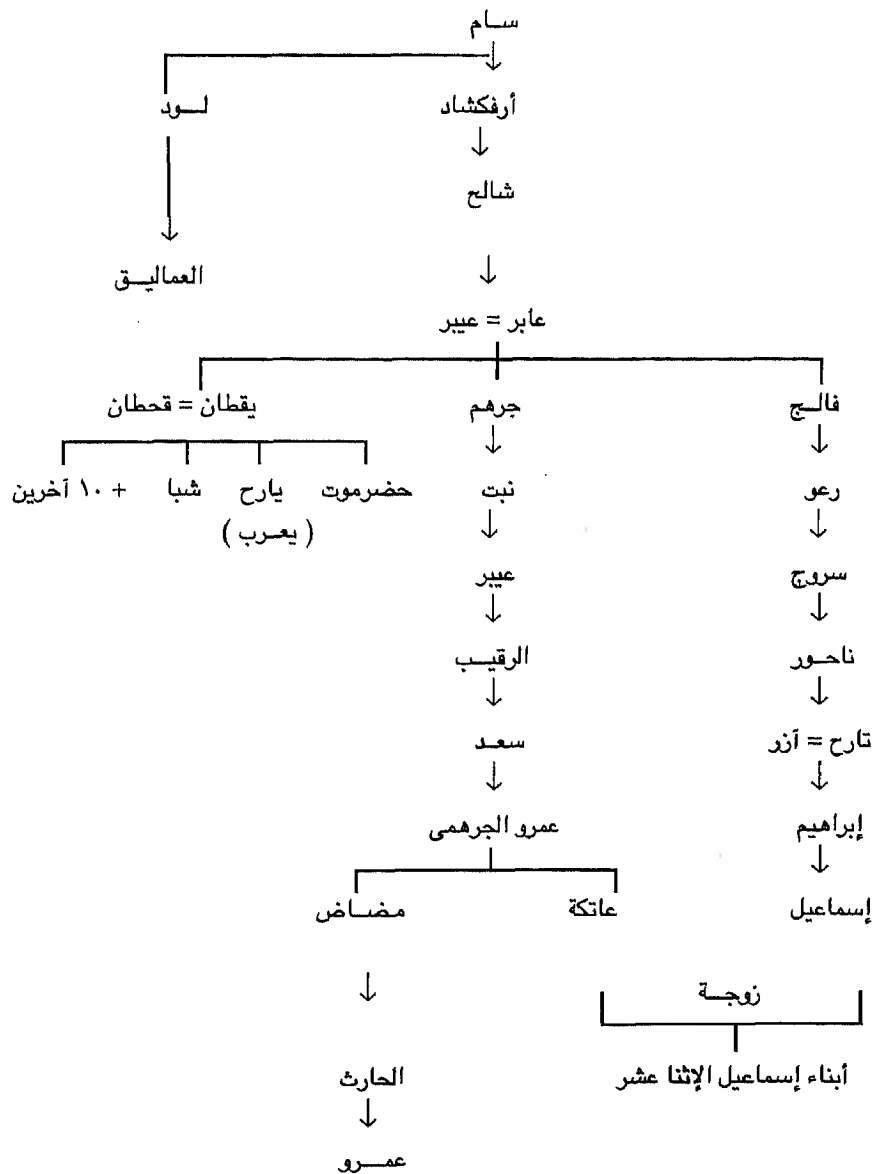 سام
أرفكشاد لود
شالح
العماليق
عابر = عيبر
فالج جرهم يقطان = قحطان
رعو نبت حضرموت يارح شبا + ١٠ آخرين
( يعرب )
سروج عيبر
ناحور الرقيب
تارح = آزر سعد
إبراهيم عمرو الجرهمى
إسماعيل عاتكة مضاض
زوجة
أبناء إسماعيل الإثنا عشر الحارث
عمرو